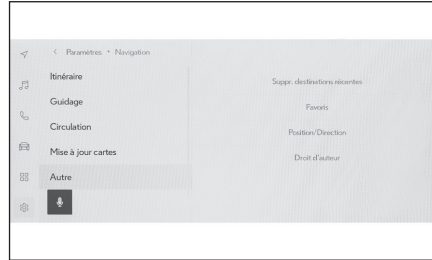 Paramètres • Navigation
Itinéraire
Guidage
Circulation
Mise à jour cartes
Autre
Suppr. destinations récentes
Favoris
Position/Direction
Droit d'auteur